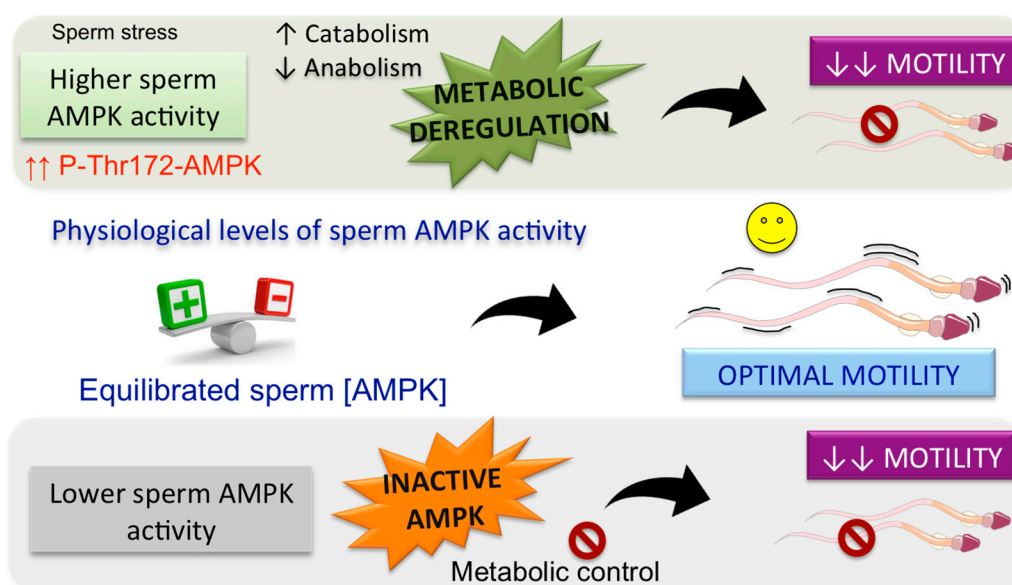 Sperm stress
Higher sperm
AMPK activity
↑↑ P-Thr172-AMPK
↑ Catabolism
↓ Anabolism
METABOLIC
DEREGULATION
↓↓ MOTILITY
Physiological levels of sperm AMPK activity
Equilibrated sperm [AMPK]
OPTIMAL MOTILITY
Lower sperm AMPK
activity
INACTIVE
AMPK
Metabolic control
↓↓ MOTILITY